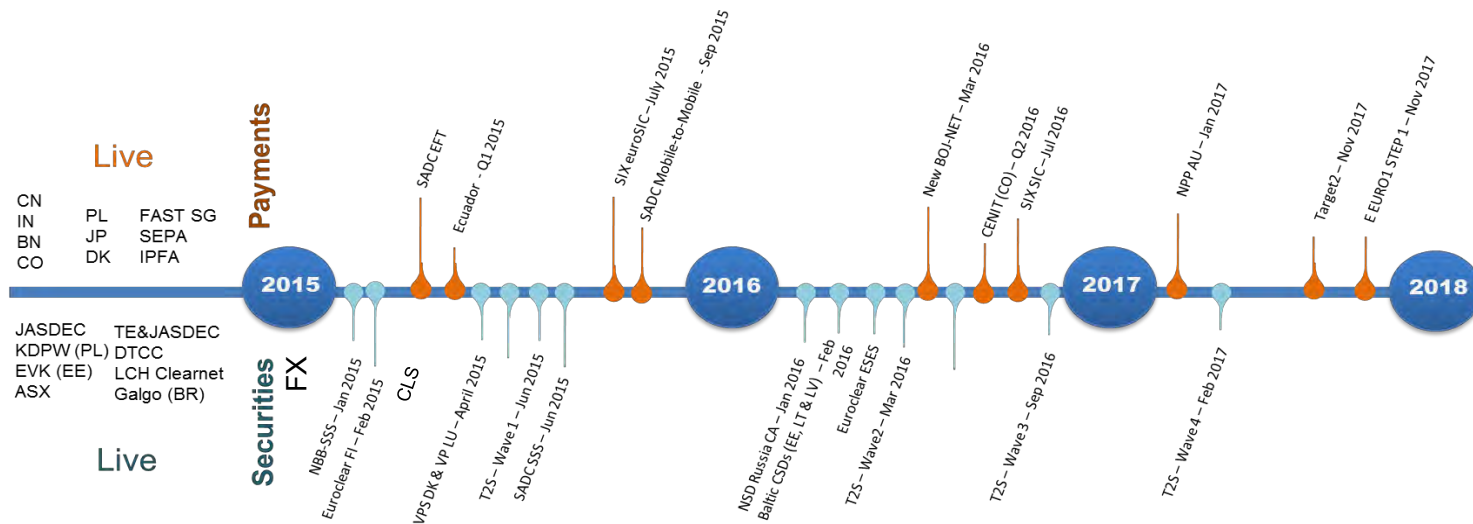 Live
CN
IN
BN
CO
PL
JP
DK
FAST SG
SEPA
IPFA
Payments
SADC EFT
Ecuador - Q1 2015
SIX euroSIC – July 2015
SADC Mobile-to-Mobile - Sep 2015
New BOJ-NET – Mar 2016
CENIT (CO) – Q2 2016
SIX SIC – Jul 2016
NPP AU – Jan 2017
Target2 – Nov 2017
E EURO1 STEP 1 – Nov 2017
2015
2016
2017
2018
JASDEC
KDPW (PL)
EVK (EE)
ASX
TE&JASDEC
DTCC
LCH Clearnet
Galgo (BR)
Live
Securities
FX
NBB-SSS – Jan 2015
Euroclear FI – Feb 2015
CLS
VPS DK & VP LU – April 2015
T2S – Wave 1 – Jun 2015
SADC SSS – Jun 2015
NSD Russia CA – Jan 2016
Baltic CSDs (EE, LT & LV) – Feb
2016
Euroclear ESES
T2S – Wave2 – Mar 2016
T2S – Wave 3 – Sep 2016
T2S – Wave 4 – Feb 2017